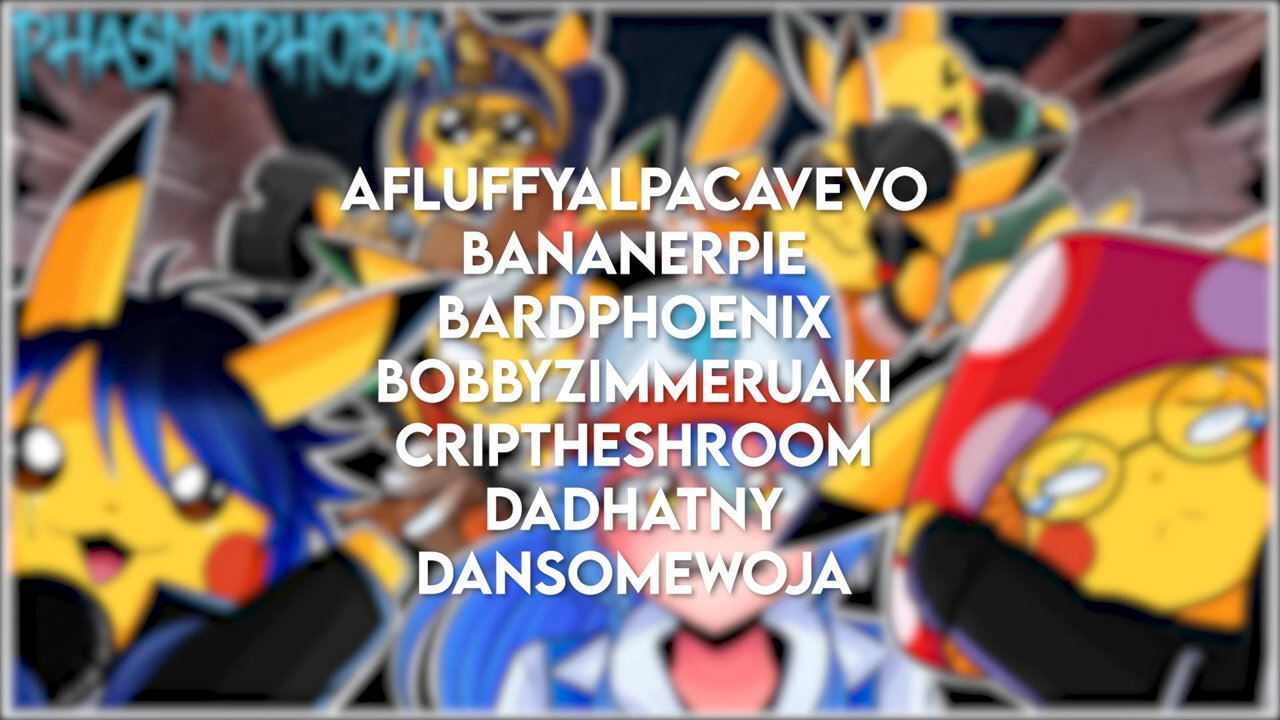 PHASMOPHOBIA
AFLUFFYALPACAVEVO
BANANERPIE
BARDPHOENIX
BOBBYZIMMERUAKI
CRIPTHESHROOM
DADHATNY
DANSOMEWOJA